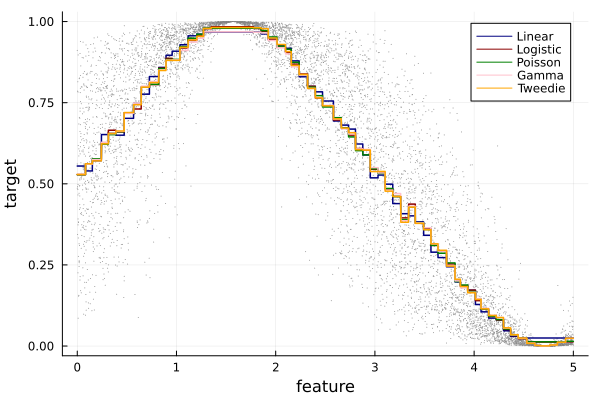 1.00
0.75
0.50
0.25
0.00
target
Linear
Logistic
Poisson
Gamma
Tweedie
0 1 2 3 4 5
feature